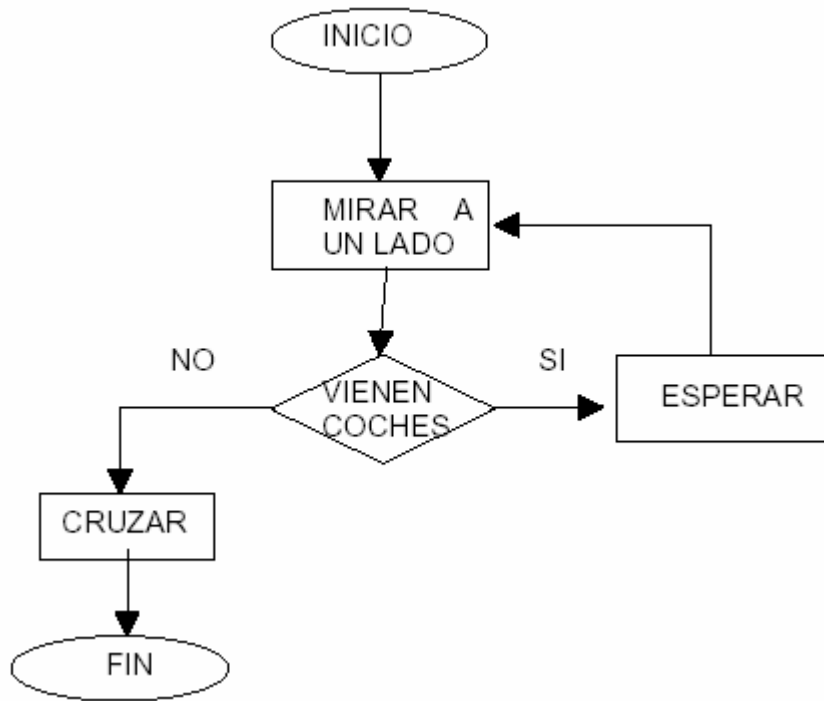 INICIO
MIRAR A
UN LADO
NO
SI
VIENEN
COCHES
ESPERAR
CRUZAR
FIN